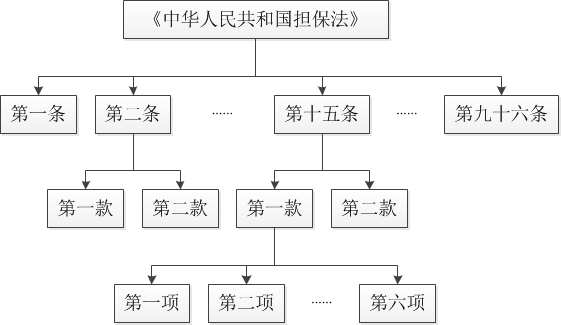 《中华人民共和国担保法》
第一条 第二条 ...... 第十五条 ...... 第九十六条
第一款 第二款 第一款 第二款
第一项 第二项 ...... 第六项